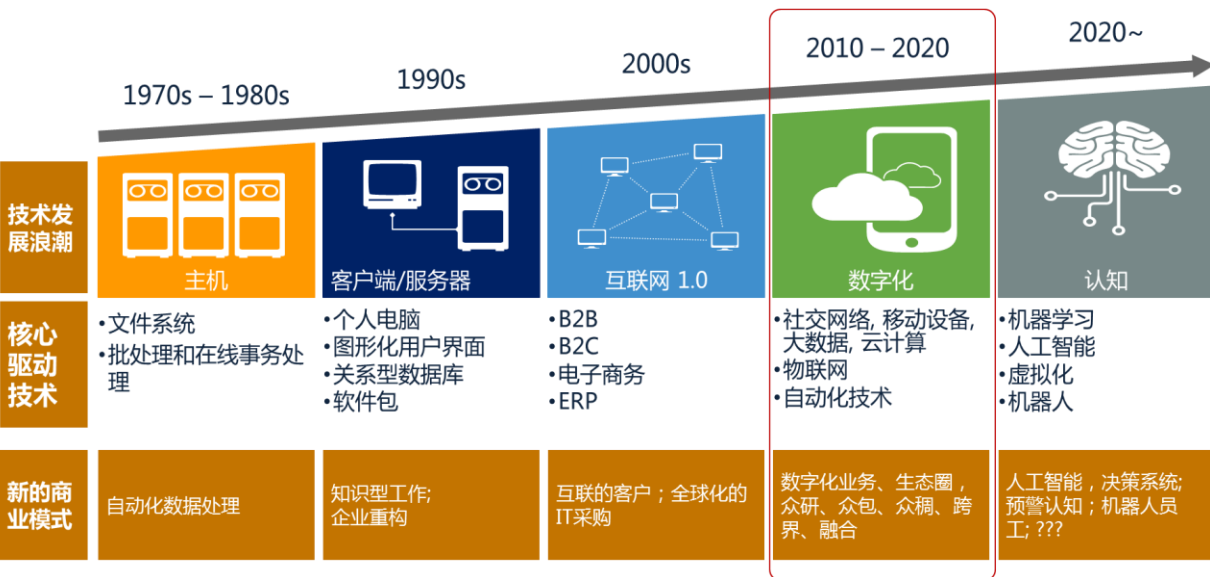 1970s – 1980s
1990s
2000s
2010 – 2020
2020~
技术发
展浪潮
主机
客户端/服务器
互联网 1.0
数字化
认知
核心
驱动
技术
•文件系统
•批处理和在线事务处
理
•个人电脑
•图形化用户界面
•关系型数据库
•软件包
•B2B
•B2C
•电子商务
•ERP
•社交网络, 移动设备,
大数据, 云计算
•物联网
•自动化技术
•机器学习
•人工智能
•虚拟化
•机器人
新的商
业模式
自动化数据处理
知识型工作;
企业重构
互联的客户；全球化的
IT采购
数字化业务、生态圈，
众研、众包、众稠、跨
界、融合
人工智能，决策系统;
预警认知；机器人员
工; ???